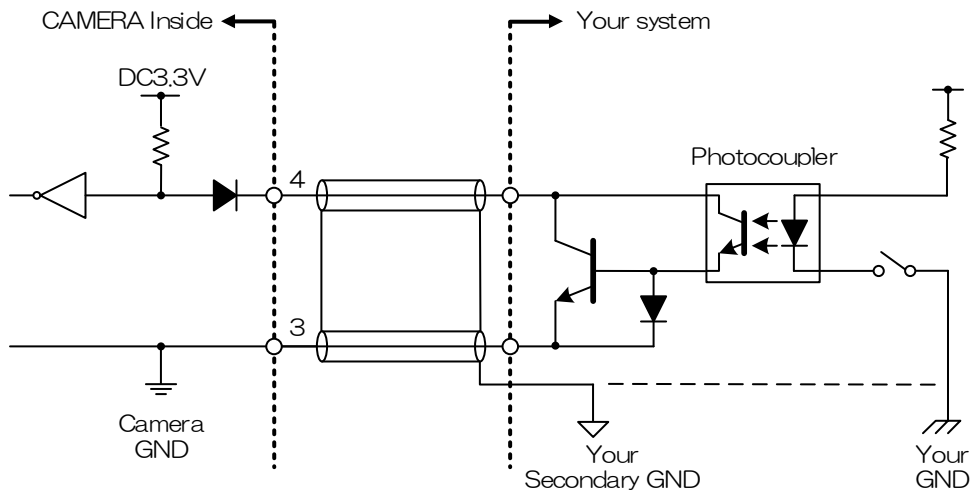 CAMERA Inside
Your system
DC3.3V
Photocoupler
4
3
Camera
GND
Your
Secondary GND
Your
GND